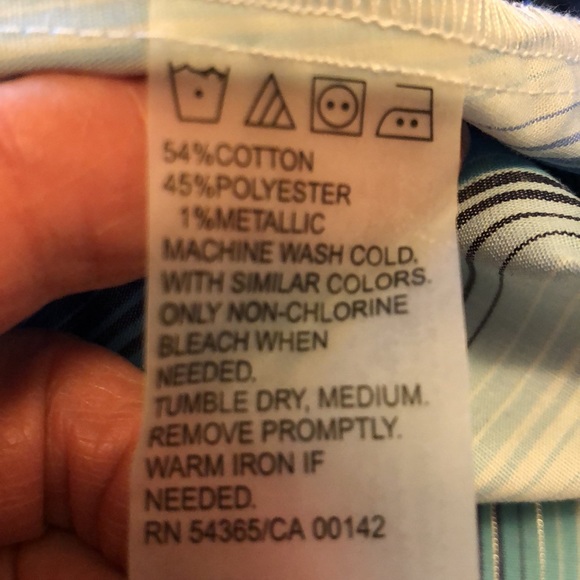 54%COTTON
45%POLYESTER
1%METALLIC
MACHINE WASH COLD.
WITH SIMILAR COLORS.
ONLY NON-CHLORINE
BLEACH WHEN
NEEDED.
TUMBLE DRY, MEDIUM.
REMOVE PROMPTLY.
WARM IRON IF
NEEDED.
RN 54365/CA 00142